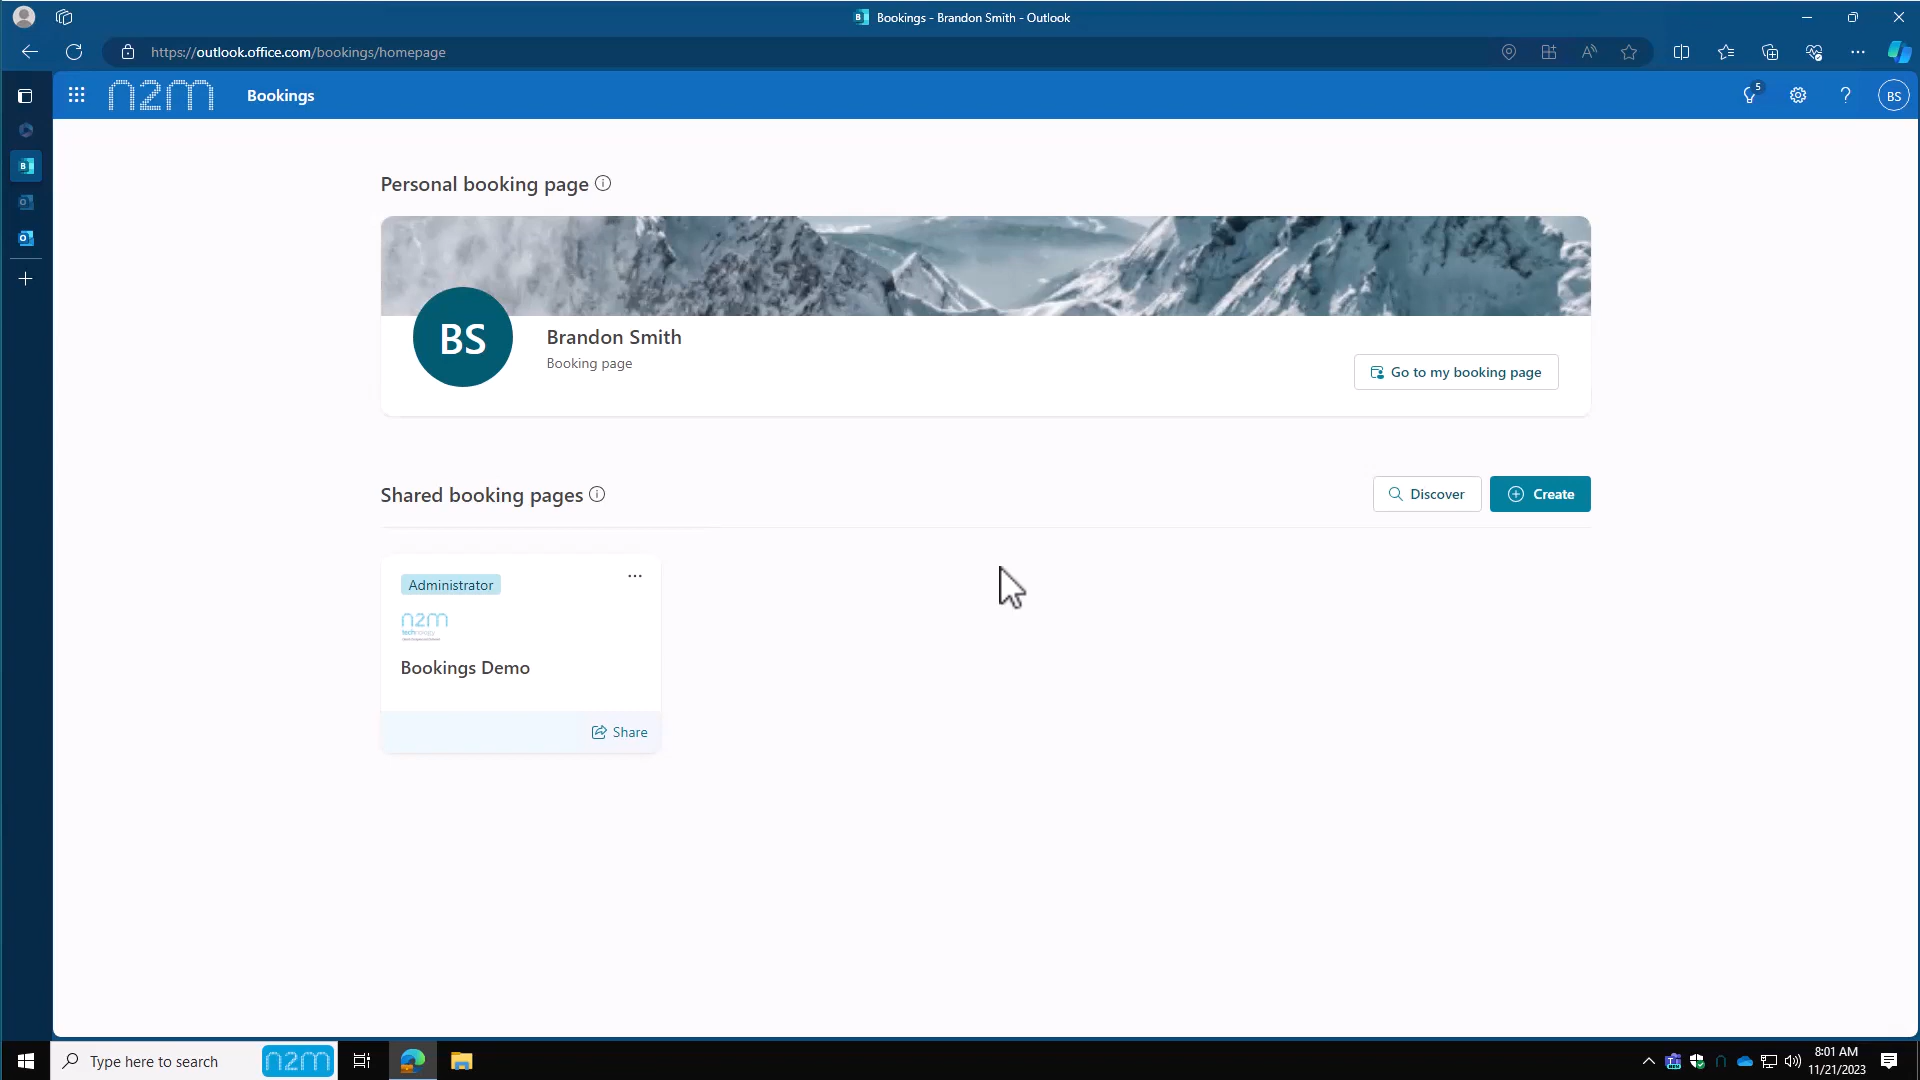 Bookings - Brandon Smith - Outlook
https://outlook.office.com/bookings/homepage
n2m
Bookings
5
BS
Personal booking page
BS
Brandon Smith
Booking page
Go to my booking page
Shared booking pages
Discover
Create
Administrator
n2m
technology
Bookings Demo
Share
Type here to search
n2m
8:01 AM
11/21/2023